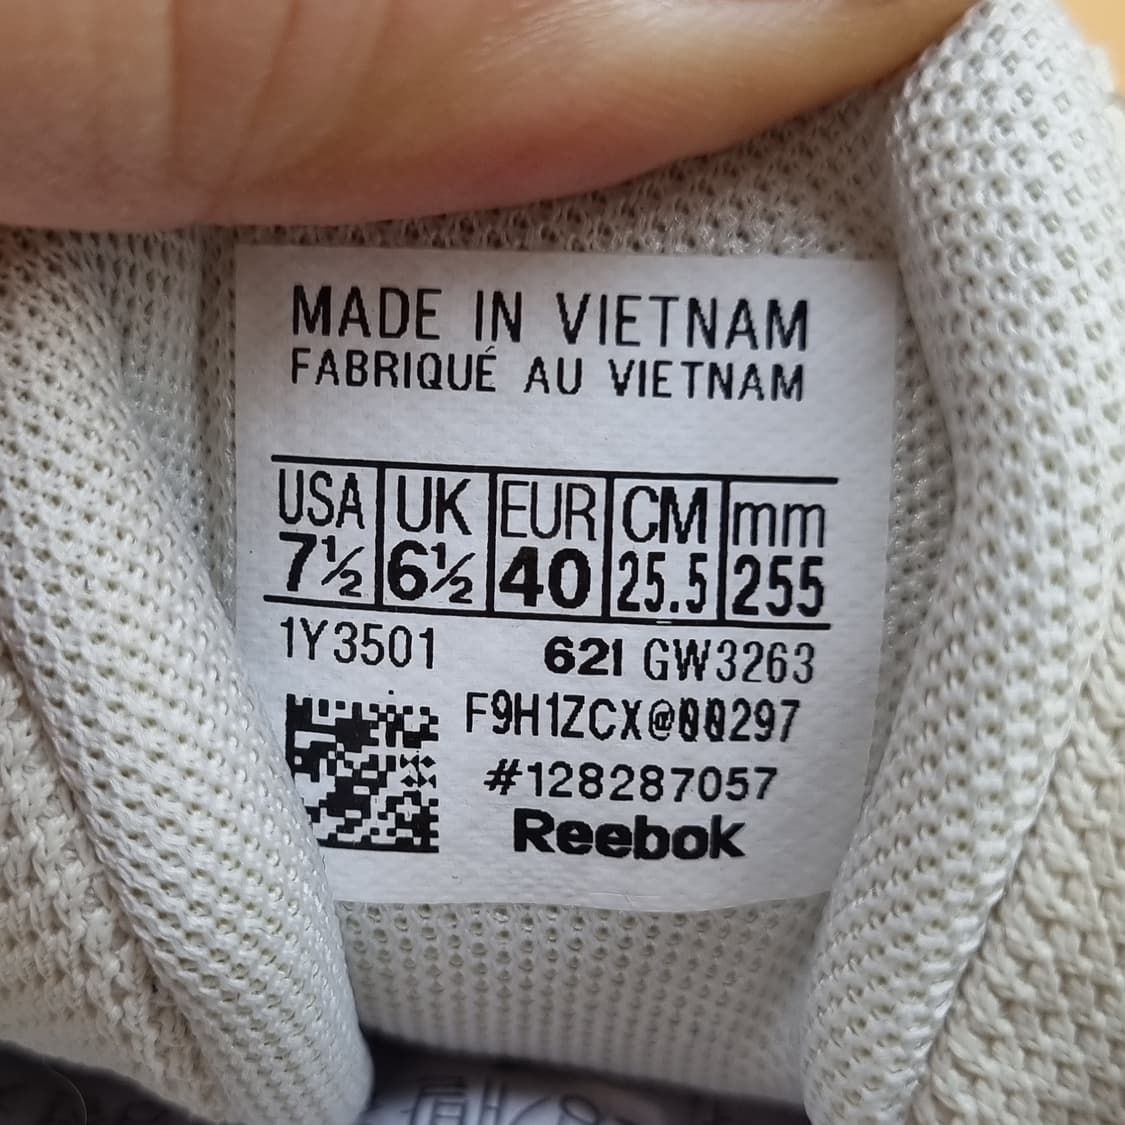 MADE IN VIETNAM
FABRIQUÉ AU VIETNAM
USA UK EUR CM mm
7½ 6½ 40 25.5 255
1Y3501 621 GW3263
F9H1ZCX@00297
#128287057
Reebok